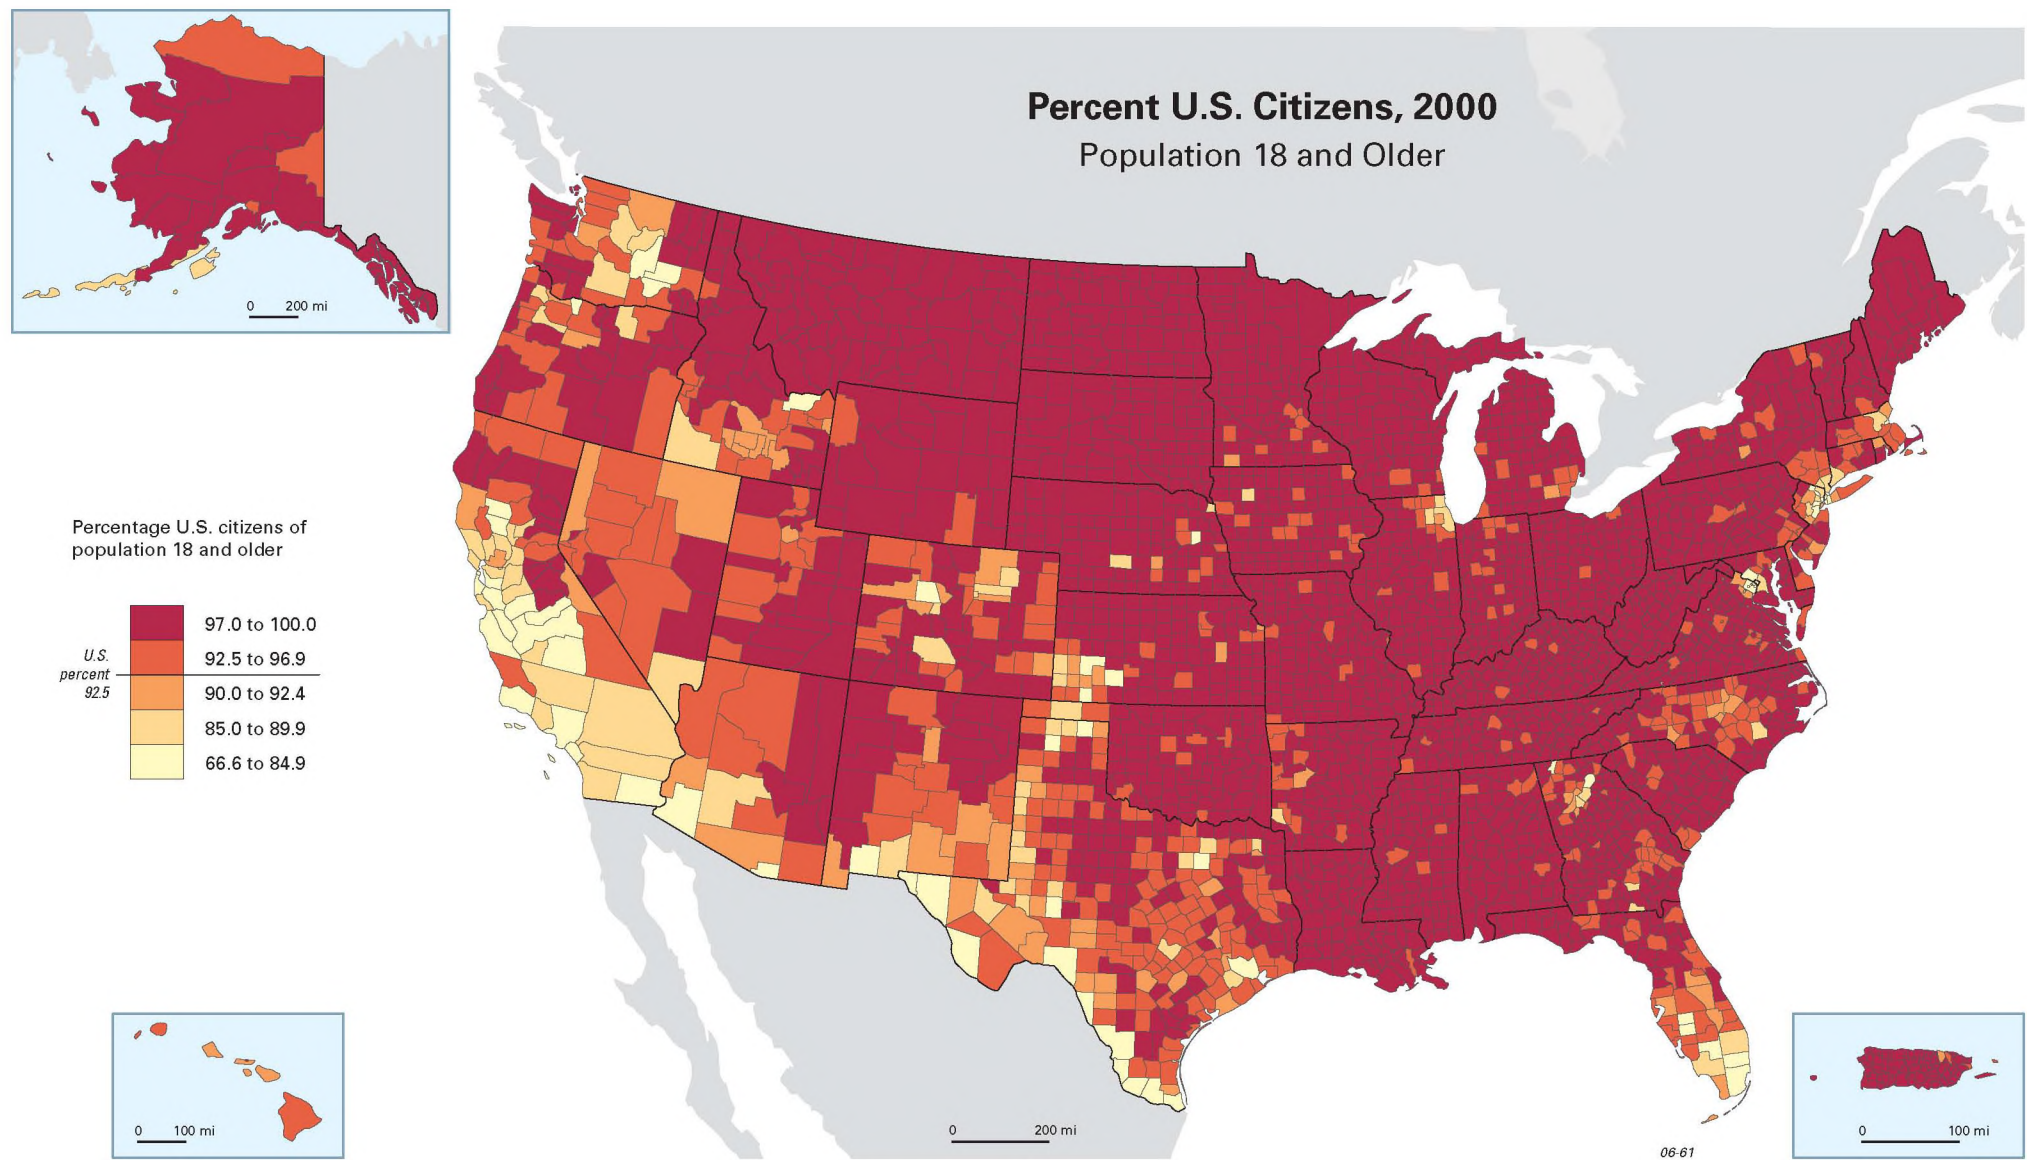 Percent U.S. Citizens, 2000
Population 18 and Older
0 200 mi
Percentage U.S. citizens of
population 18 and older
97.0 to 100.0
U.S.
percent
92.5
92.5 to 96.9
90.0 to 92.4
85.0 to 89.9
66.6 to 84.9
0 100 mi
0 200 mi
0 100 mi
06-61